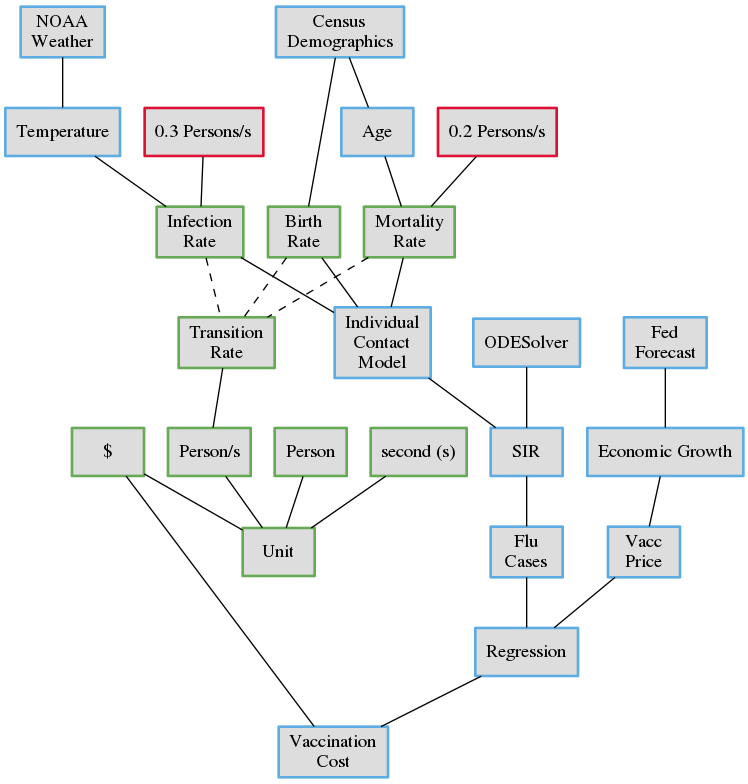 NOAA
Weather
Census
Demographics
Temperature
0.3 Persons/s
Age
0.2 Persons/s
Infection
Rate
Birth
Rate
Mortality
Rate
Transition
Rate
Individual
Contact
Model
ODESolver
Fed
Forecast
$
Person/s
Person
second (s)
SIR
Economic Growth
Unit
Flu
Cases
Vacc
Price
Regression
Vaccination
Cost